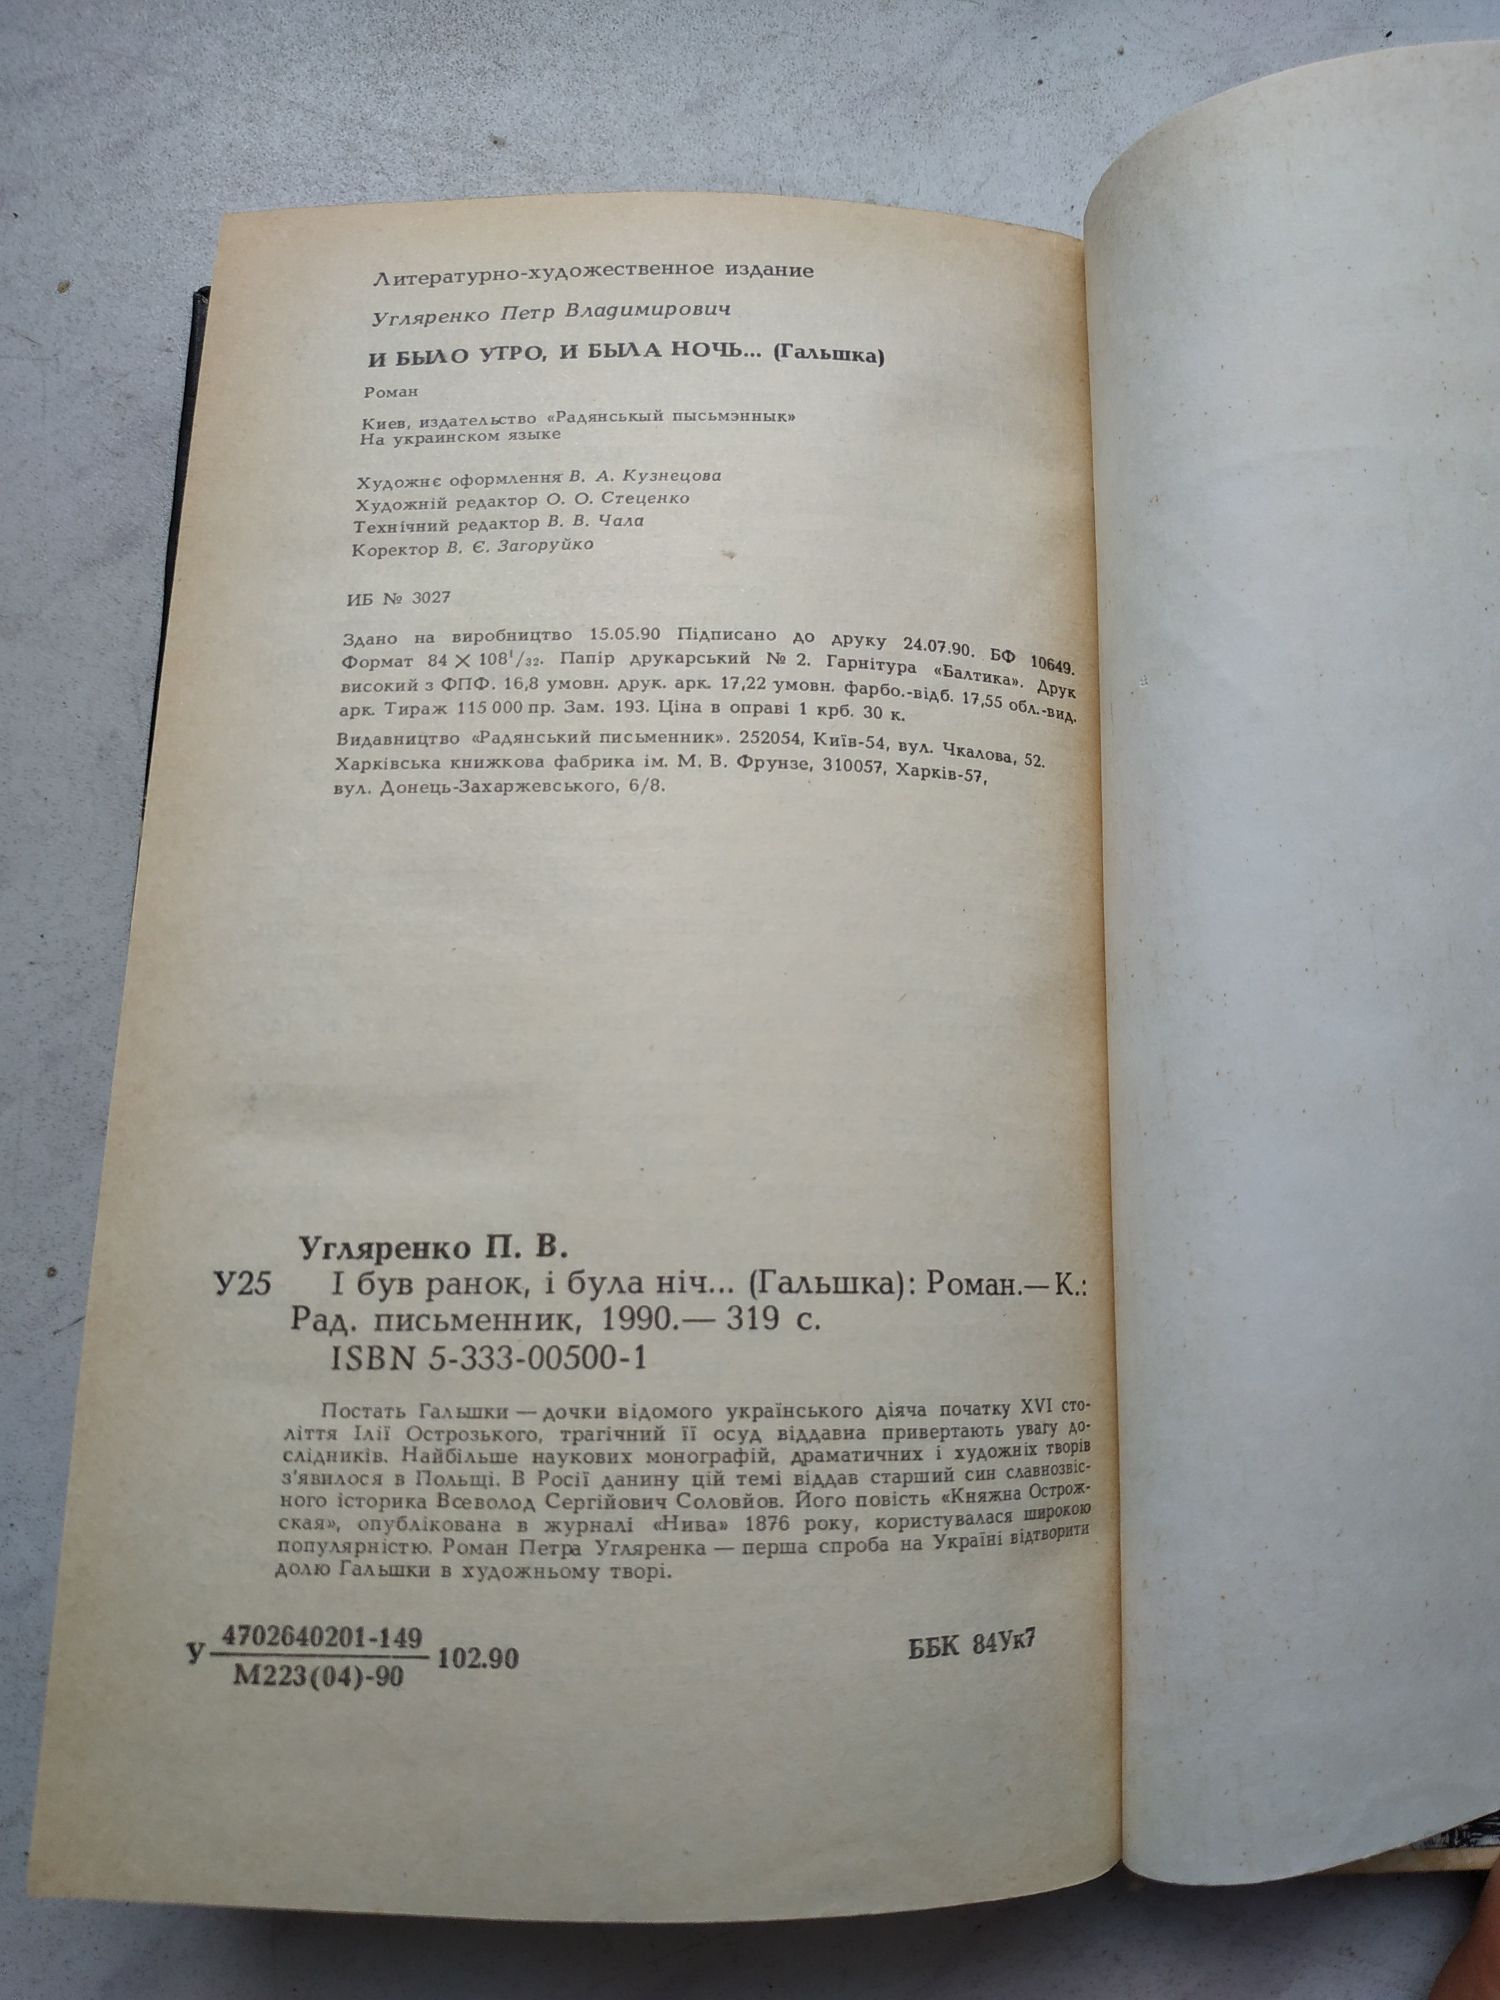 Литературно-художественное издание
Угляренко Петр Владимирович
И БЫЛО УТРО, И БЫЛА НОЧЬ... (Гальшка)
Роман
Киев, издательство «Радянськый пысьмэннык»
На украинском языке
Художнє оформлення В. А. Кузнецова
Художній редактор О. О. Стеценко
Технічний редактор В. В. Чала
Коректор В. Є. Загоруйко
ИБ № 3027
Здано на виробництво 15.05.90 Підписано до друку 24.07.90. БФ 10649.
Формат 84 × 108¹/₃₂. Папір друкарський № 2. Гарнітура «Балтика». Друк
високий з ФПФ. 16,8 умовн. друк. арк. 17,22 умовн. фарбо.-відб. 17,55 обл.-вид.
арк. Тираж 115 000 пр. Зам. 193. Ціна в оправі 1 крб. 30 к.
Видавництво «Радянський письменник». 252054, Київ-54, вул. Чкалова, 52.
Харківська книжкова фабрика ім. М. В. Фрунзе, 310057, Харків-57,
вул. Донець-Захаржевського, 6/8.
Угляренко П. В.
У25 І був ранок, і була ніч... (Гальшка): Роман.— К.:
Рад. письменник, 1990.— 319 с.
ISBN 5-333-00500-1
Постать Гальшки — дочки відомого українського діяча початку XVI сто-
ліття Ілії Острозького, трагічний її осуд віддавна привертають увагу до-
слідників. Найбільше наукових монографій, драматичних і художніх творів
з'явилося в Польщі. В Росії данину цій темі віддав старший син славнозвіс-
ного історика Всеволод Сергійович Соловйов. Його повість «Княжна Острож-
ская», опублікована в журналі «Нива» 1876 року, користувалася широкою
популярністю. Роман Петра Угляренка — перша спроба на Україні відтворити
долю Гальшки в художньому творі.
У 4702640201-149 102.90
М223(04)-90
ББК 84Ук7